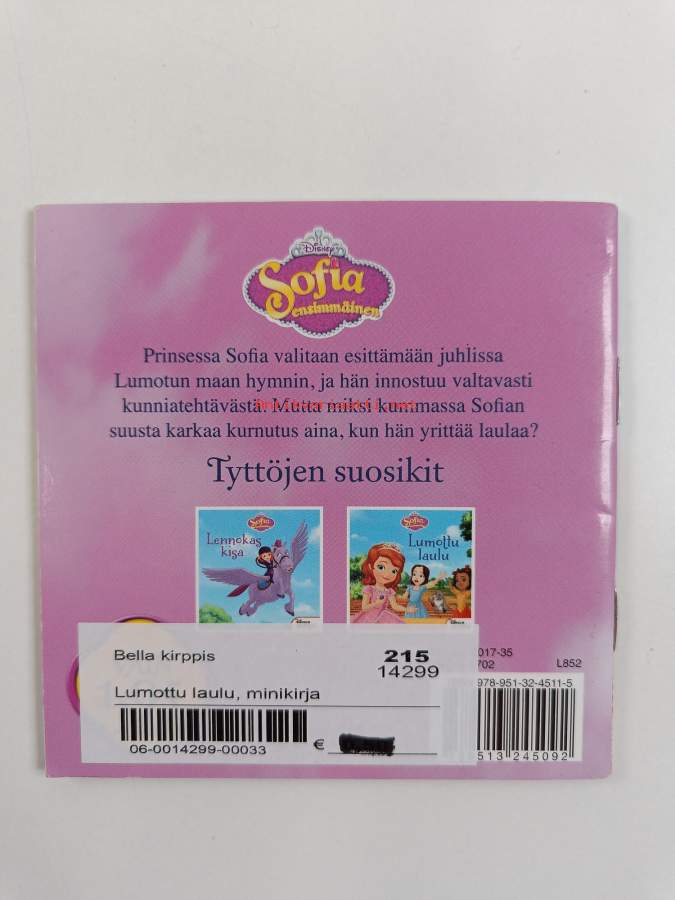 Disney
Sofia
ensimmäinen
Prinsessa Sofia valitaan esittämään juhlissa
Lumotun maan hymnin, ja hän innostuu valtavasti
kunniatehtävästä. Mutta miksi kummassa Sofian
suusta karkaa kurnutus aina, kun hän yrittää laulaa?
Tyttöjen suosikit
Sofia
Lennokas
kisa
Sofia
Lumottu
laulu
Bella kirppis
215
14299
Lumottu laulu, minikirja
06-0014299-00033
€
017-35
702
L852
978-951-32-4511-5
513 245092